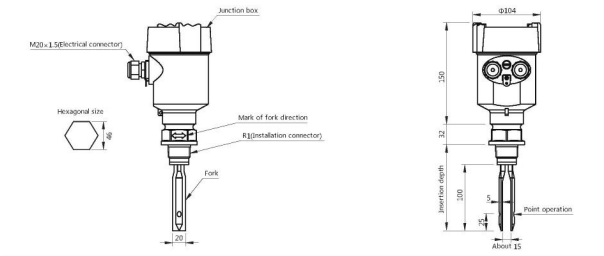 Junction box
M20×1.5(Electrical connector)
Hexagonal size
46
Mark of fork direction
R1(Installation connector)
Fork
20
Φ104
150
32
Insertion depth
100
5
25
Point operation
About 15